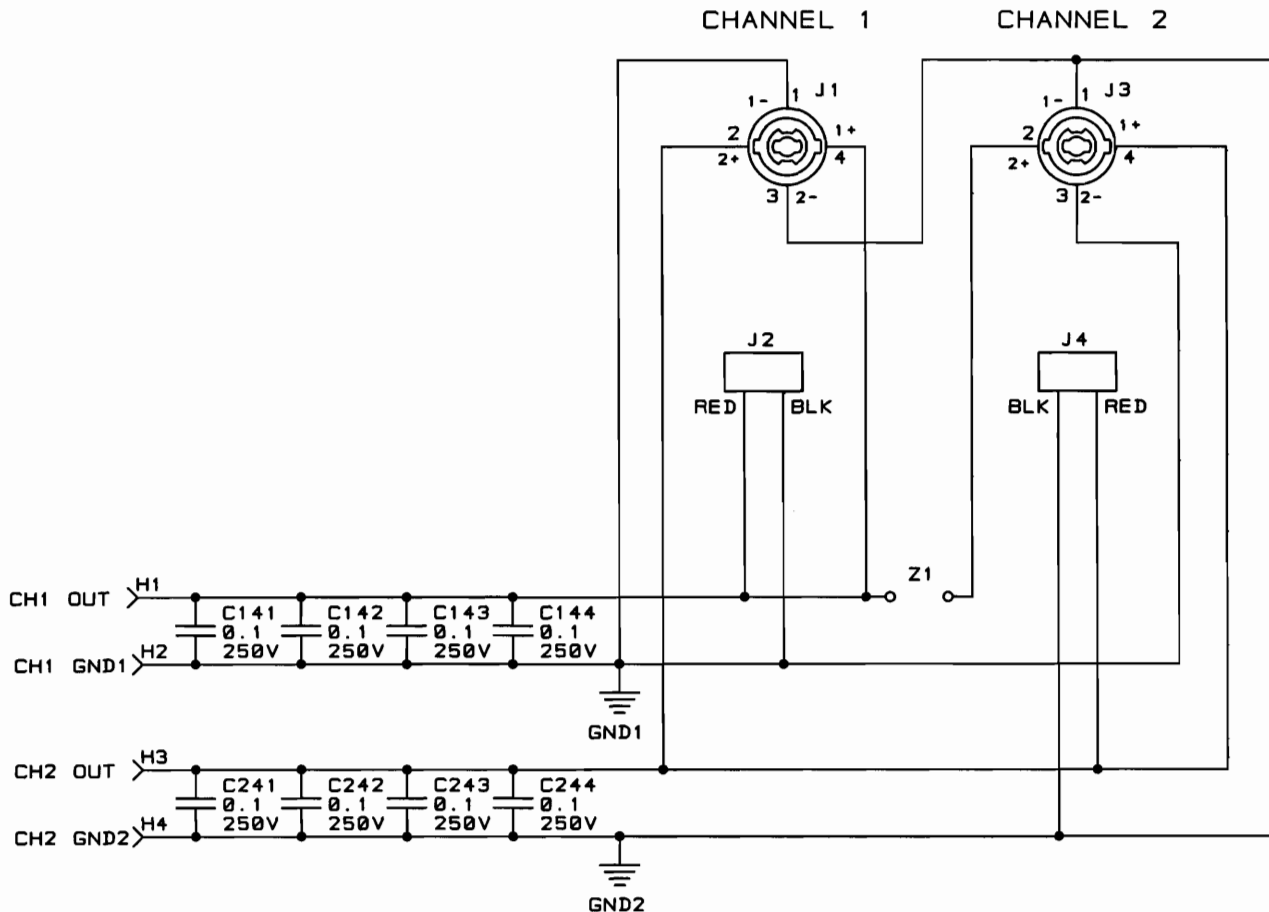 CHANNEL 1
CHANNEL 2
J1
1-
1
2
2+
1+
4
3
2-
J3
1-
1
2
2+
1+
4
3
2-
J2
RED
BLK
J4
BLK
RED
Z1
CH1 OUT
H1
C141
0.1
250V
C142
0.1
250V
C143
0.1
250V
C144
0.1
250V
CH1 GND1
H2
GND1
CH2 OUT
H3
C241
0.1
250V
C242
0.1
250V
C243
0.1
250V
C244
0.1
250V
CH2 GND2
H4
GND2